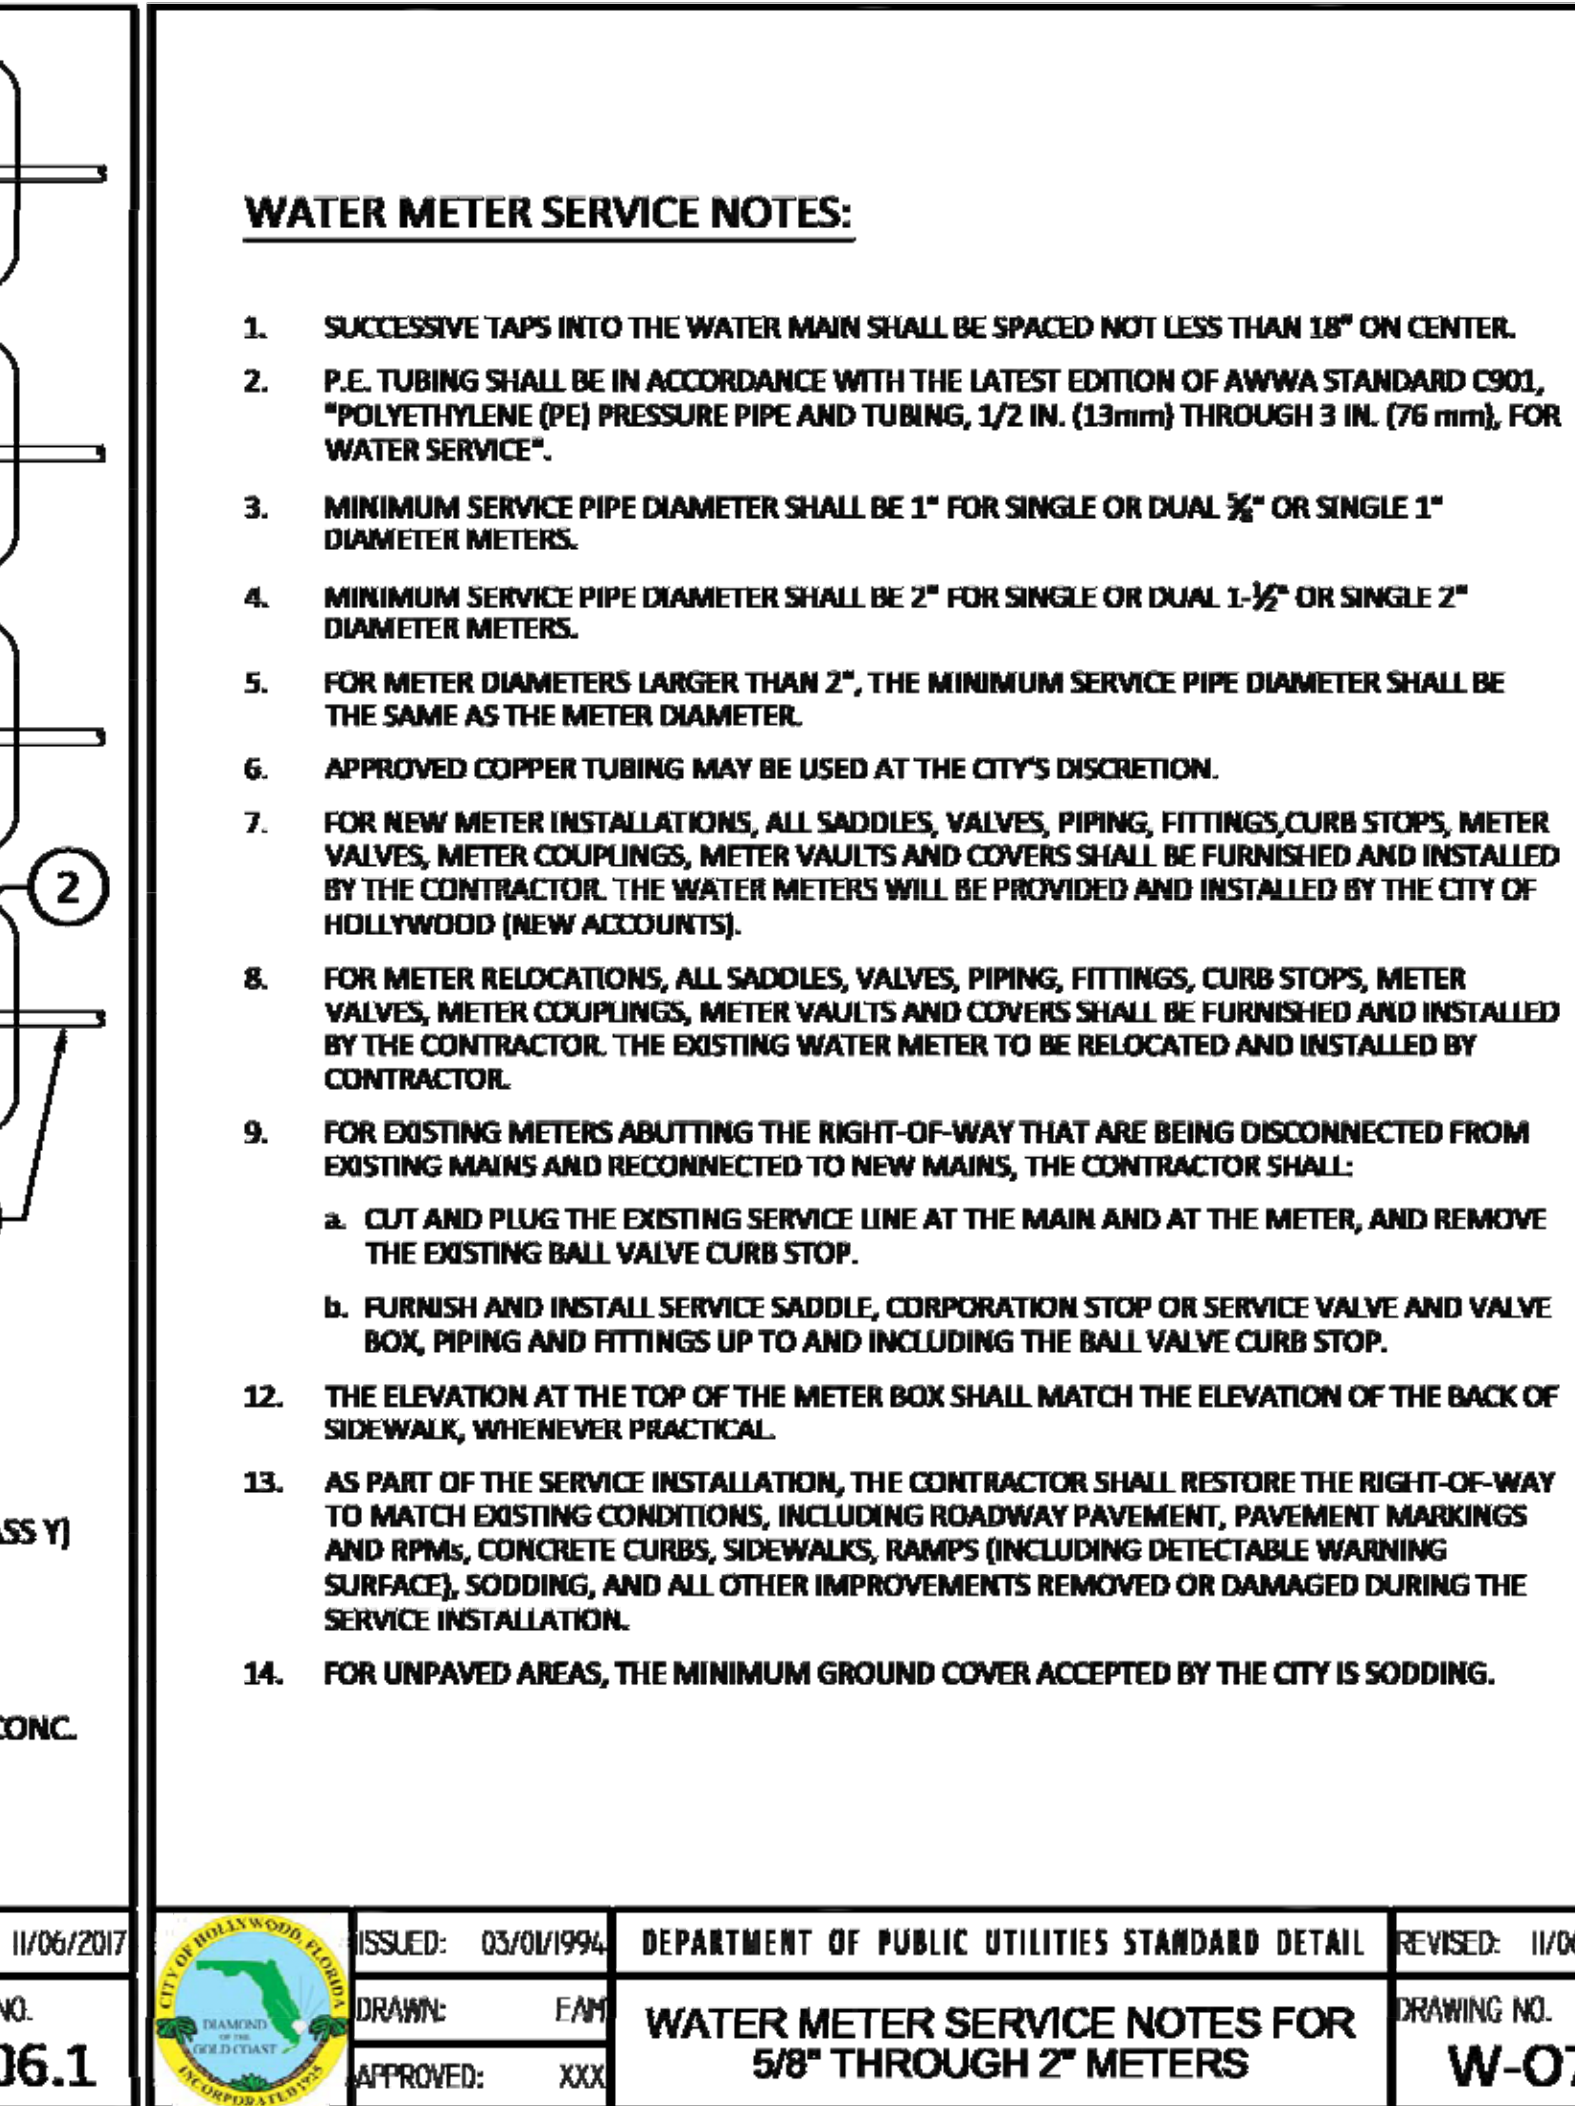 WATER METER SERVICE NOTES:
1. SUCCESSIVE TAPS INTO THE WATER MAIN SHALL BE SPACED NOT LESS THAN 18" ON CENTER.
2. P.E. TUBING SHALL BE IN ACCORDANCE WITH THE LATEST EDITION OF AWWA STANDARD C901,
"POLYETHYLENE (PE) PRESSURE PIPE AND TUBING, 1/2 IN. (13mm) THROUGH 3 IN. (76 mm), FOR
WATER SERVICE".
3. MINIMUM SERVICE PIPE DIAMETER SHALL BE 1" FOR SINGLE OR DUAL ⅝" OR SINGLE 1"
DIAMETER METERS.
4. MINIMUM SERVICE PIPE DIAMETER SHALL BE 2" FOR SINGLE OR DUAL 1-½" OR SINGLE 2"
DIAMETER METERS.
5. FOR METER DIAMETERS LARGER THAN 2", THE MINIMUM SERVICE PIPE DIAMETER SHALL BE
THE SAME AS THE METER DIAMETER.
6. APPROVED COPPER TUBING MAY BE USED AT THE CITY'S DISCRETION.
7. FOR NEW METER INSTALLATIONS, ALL SADDLES, VALVES, PIPING, FITTINGS,CURB STOPS, METER
VALVES, METER COUPLINGS, METER VAULTS AND COVERS SHALL BE FURNISHED AND INSTALLED
BY THE CONTRACTOR. THE WATER METERS WILL BE PROVIDED AND INSTALLED BY THE CITY OF
HOLLYWOOD (NEW ACCOUNTS).
8. FOR METER RELOCATIONS, ALL SADDLES, VALVES, PIPING, FITTINGS, CURB STOPS, METER
VALVES, METER COUPLINGS, METER VAULTS AND COVERS SHALL BE FURNISHED AND INSTALLED
BY THE CONTRACTOR. THE EXISTING WATER METER TO BE RELOCATED AND INSTALLED BY
CONTRACTOR.
9. FOR EXISTING METERS ABUTTING THE RIGHT-OF-WAY THAT ARE BEING DISCONNECTED FROM
EXISTING MAINS AND RECONNECTED TO NEW MAINS, THE CONTRACTOR SHALL:
a. CUT AND PLUG THE EXISTING SERVICE LINE AT THE MAIN AND AT THE METER, AND REMOVE
THE EXISTING BALL VALVE CURB STOP.
b. FURNISH AND INSTALL SERVICE SADDLE, CORPORATION STOP OR SERVICE VALVE AND VALVE
BOX, PIPING AND FITTINGS UP TO AND INCLUDING THE BALL VALVE CURB STOP.
12. THE ELEVATION AT THE TOP OF THE METER BOX SHALL MATCH THE ELEVATION OF THE BACK OF
SIDEWALK, WHENEVER PRACTICAL.
13. AS PART OF THE SERVICE INSTALLATION, THE CONTRACTOR SHALL RESTORE THE RIGHT-OF-WAY
TO MATCH EXISTING CONDITIONS, INCLUDING ROADWAY PAVEMENT, PAVEMENT MARKINGS
AND RPMs, CONCRETE CURBS, SIDEWALKS, RAMPS (INCLUDING DETECTABLE WARNING
SURFACE), SODDING, AND ALL OTHER IMPROVEMENTS REMOVED OR DAMAGED DURING THE
SERVICE INSTALLATION.
14. FOR UNPAVED AREAS, THE MINIMUM GROUND COVER ACCEPTED BY THE CITY IS SODDING.
2
ASS Y)
CONC.
11/06/2017
NO.
06.1
CITY OF HOLLYWOOD, FLORIDA
DIAMOND
OF THE
GOLD COAST
INCORPORATED 1925
ISSUED: 03/01/1994
DRAWN: EAM
APPROVED: XXX
DEPARTMENT OF PUBLIC UTILITIES STANDARD DETAIL
WATER METER SERVICE NOTES FOR
5/8" THROUGH 2" METERS
REVISED: 11/0
DRAWING NO.
W-07